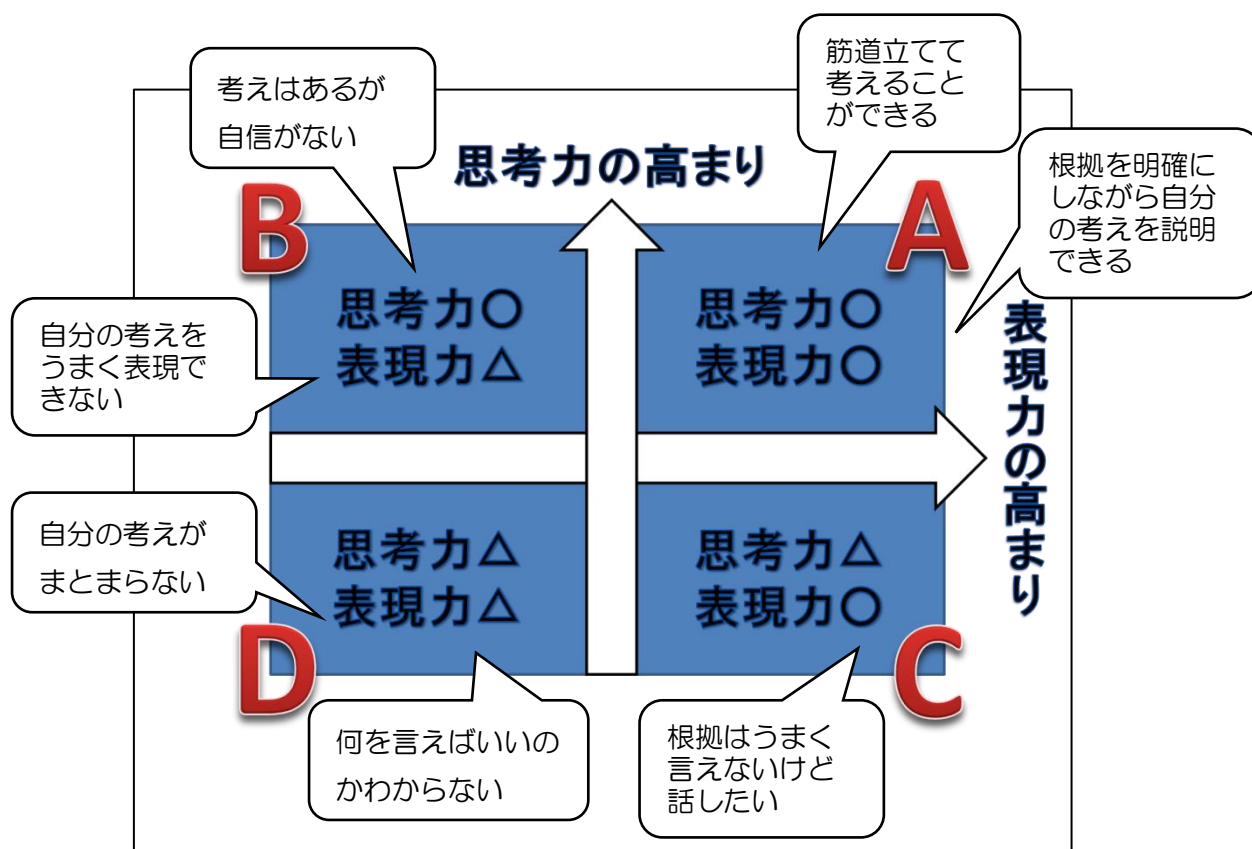 考えはあるが
自信がない
筋道立てて
考えること
ができる
思考力の高まり
根拠を明確に
しながら自分
の考えを説明
できる
B
A
思考力〇
表現力△
思考力〇
表現力〇
自分の考えを
うまく表現で
きない
表現力の高まり
自分の考えが
まとまらない
思考力△
表現力△
思考力△
表現力〇
D
C
何を言えばいいの
かわからない
根拠はうまく
言えないけど
話したい